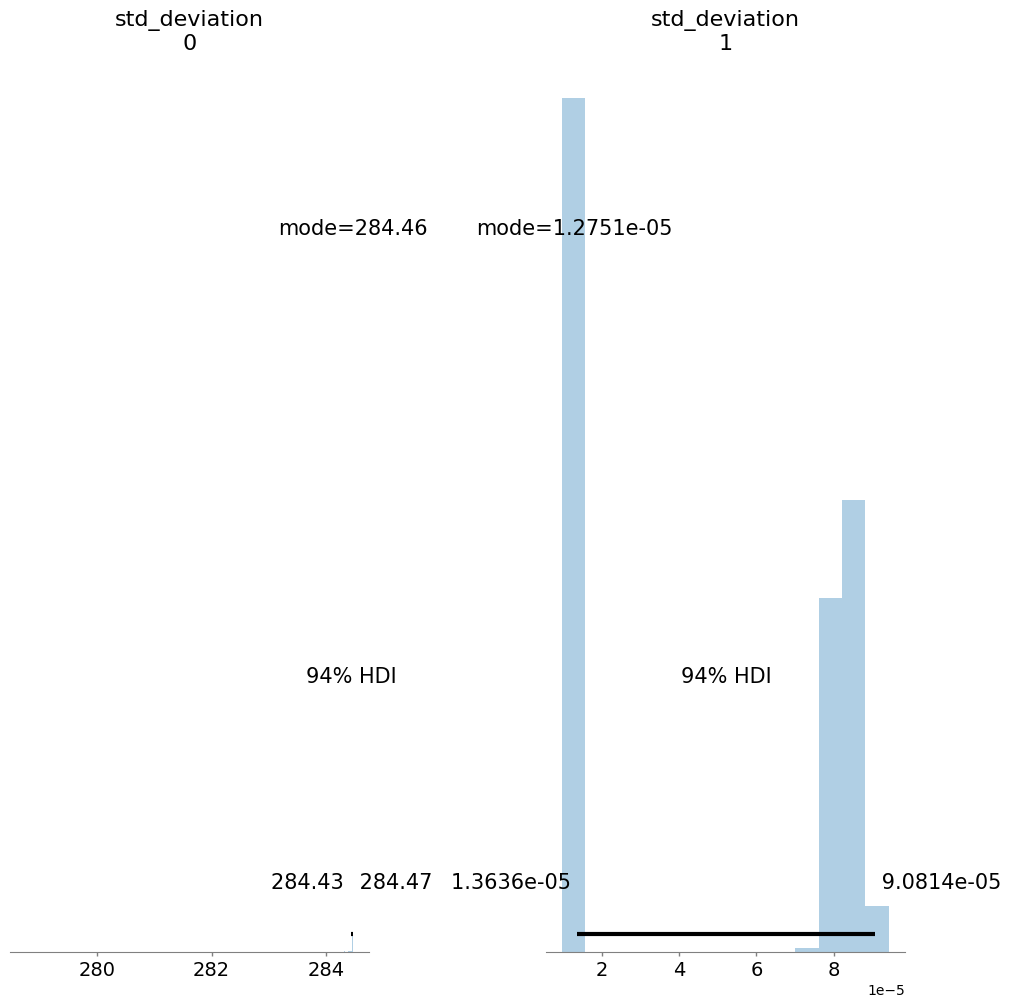 std_deviation
0
std_deviation
1
mode=284.46
mode=1.2751e-05
94% HDI
94% HDI
284.43
284.47
1.3636e-05
9.0814e-05
280
282
284
2
4
6
8
1e−5